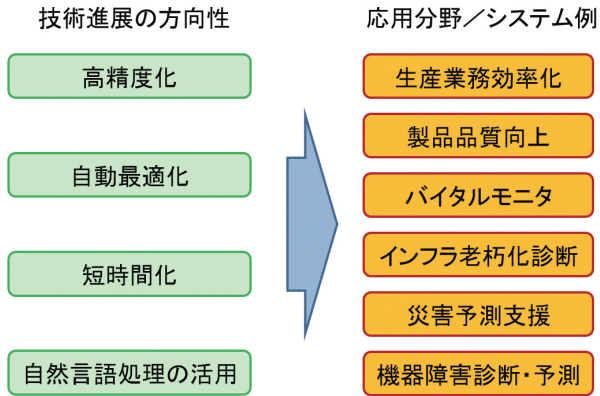 技術進展の方向性
高精度化
自動最適化
短時間化
自然言語処理の活用
応用分野／システム例
生産業務効率化
製品品質向上
バイタルモニタ
インフラ老朽化診断
災害予測支援
機器障害診断・予測